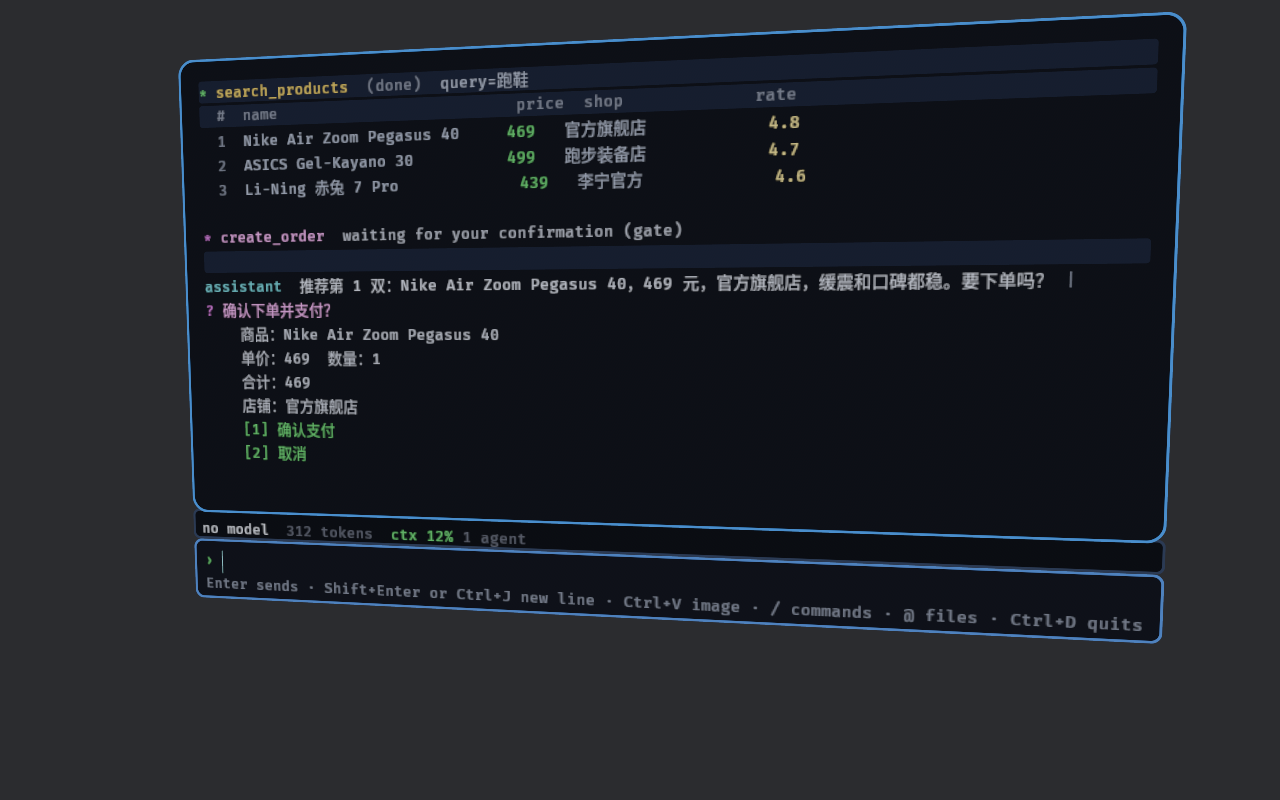 * search_products (done) query=跑鞋
# name price shop rate
1 Nike Air Zoom Pegasus 40 469 官方旗舰店 4.8
2 ASICS Gel-Kayano 30 499 跑步装备店 4.7
3 Li-Ning 赤兔 7 Pro 439 李宁官方 4.6
* create_order waiting for your confirmation (gate)
assistant 推荐第 1 双: Nike Air Zoom Pegasus 40, 469 元, 官方旗舰店, 缓震和口碑都稳。要下单吗? |
? 确认下单并支付?
商品: Nike Air Zoom Pegasus 40
单价: 469 数量: 1
合计: 469
店铺: 官方旗舰店
[1] 确认支付
[2] 取消
no model 312 tokens ctx 12% 1 agent
›
Enter sends · Shift+Enter or Ctrl+J new line · Ctrl+V image · / commands · @ files · Ctrl+D quits